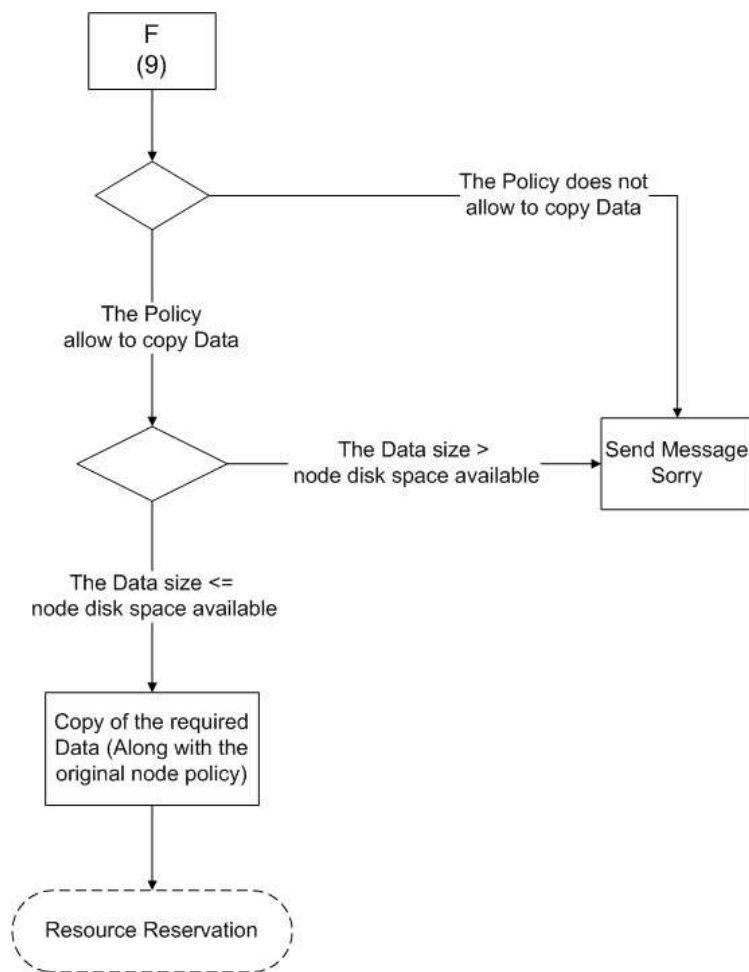 F
(9)
The Policy does not
allow to copy Data
The Policy
allow to copy Data
The Data size >
node disk space available
Send Message
Sorry
The Data size <=
node disk space available
Copy of the required
Data (Along with the
original node policy)
Resource Reservation